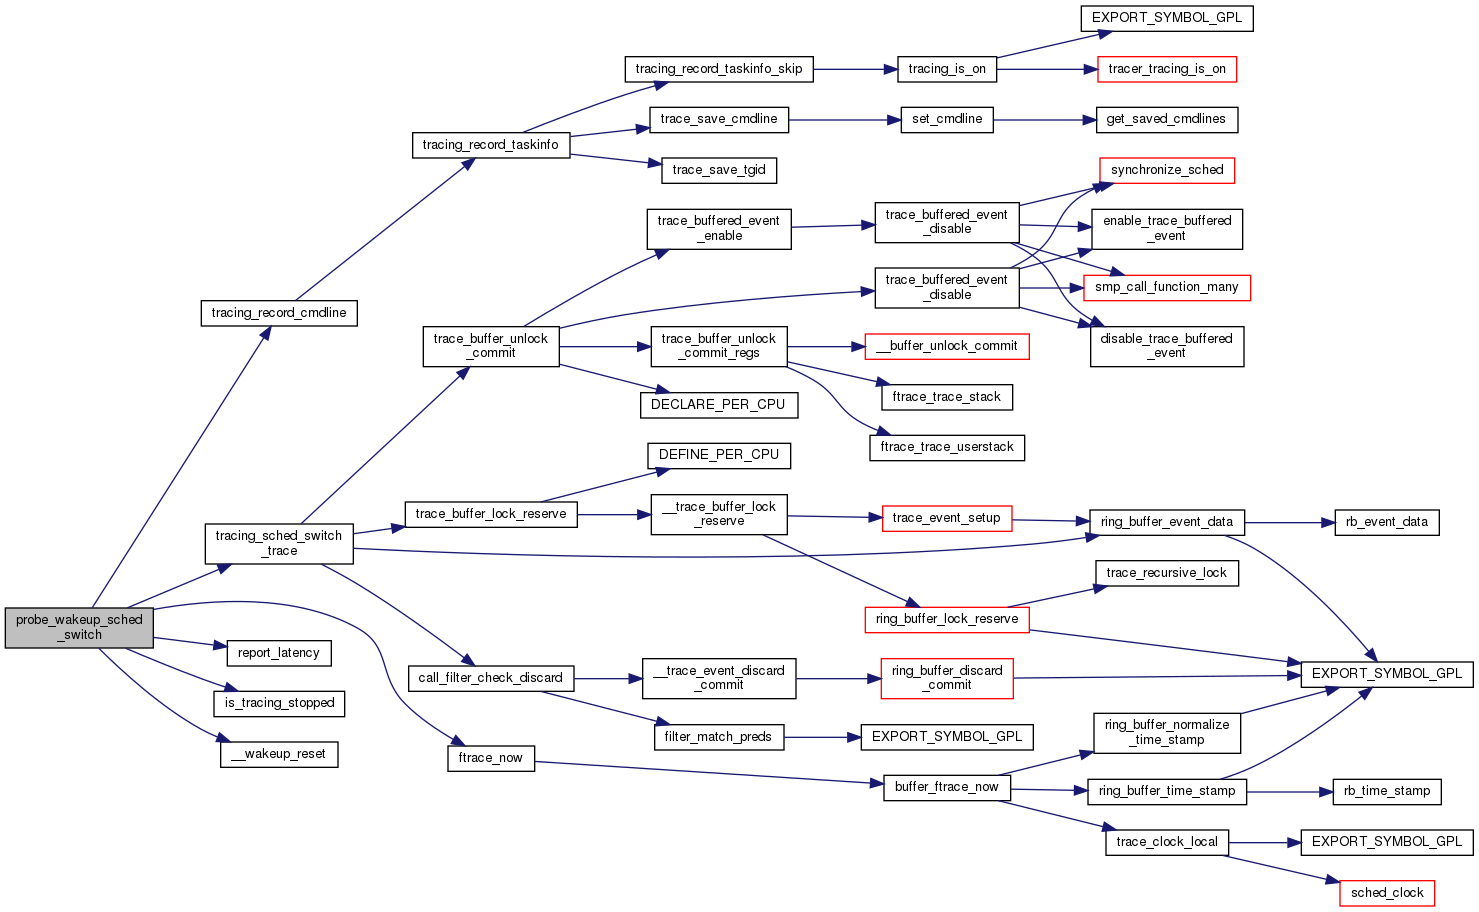 EXPORT_SYMBOL_GPL
tracing_record_taskinfo_skip
tracing_is_on
tracer_tracing_is_on
trace_save_cmdline
set_cmdline
get_saved_cmdlines
tracing_record_taskinfo
trace_save_tgid
synchronize_sched
trace_buffered_event
_enable
trace_buffered_event
_disable
enable_trace_buffered
_event
trace_buffered_event
_disable
smp_call_function_many
tracing_record_cmdline
trace_buffer_unlock
_commit
trace_buffer_unlock
_commit_regs
__buffer_unlock_commit
disable_trace_buffered
_event
ftrace_trace_stack
DECLARE_PER_CPU
ftrace_trace_userstack
DEFINE_PER_CPU
trace_buffer_lock_reserve
__trace_buffer_lock
_reserve
trace_event_setup
ring_buffer_event_data
rb_event_data
tracing_sched_switch
_trace
trace_recursive_lock
ring_buffer_lock_reserve
probe_wakeup_sched
_switch
report_latency
call_filter_check_discard
__trace_event_discard
_commit
ring_buffer_discard
_commit
EXPORT_SYMBOL_GPL
is_tracing_stopped
filter_match_preds
EXPORT_SYMBOL_GPL
ring_buffer_normalize
_time_stamp
__wakeup_reset
ftrace_now
buffer_ftrace_now
ring_buffer_time_stamp
rb_time_stamp
trace_clock_local
EXPORT_SYMBOL_GPL
sched_clock